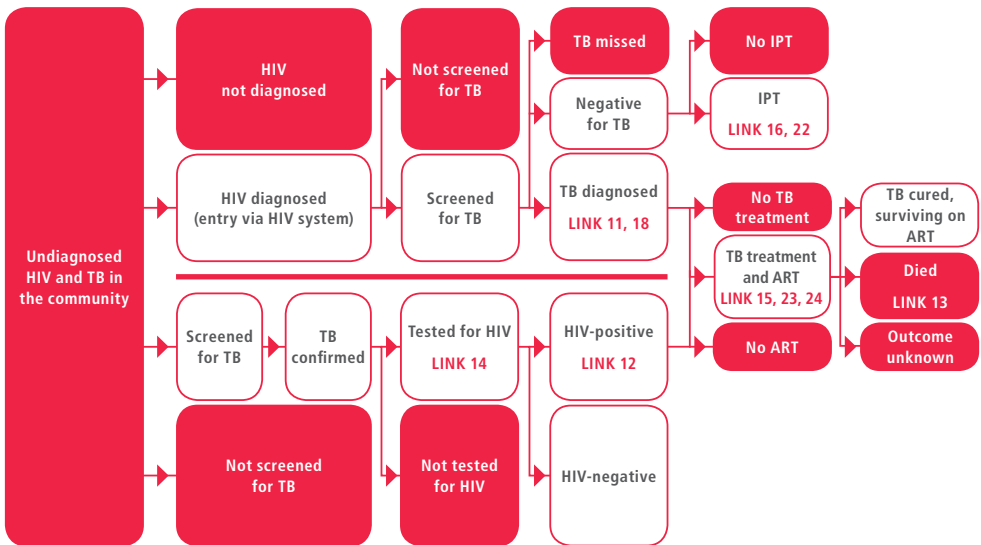 Undiagnosed
HIV and TB in
the community
HIV
not diagnosed
HIV diagnosed
(entry via HIV system)
Not screened
for TB
Screened
for TB
TB missed
Negative
for TB
TB diagnosed
LINK 11, 18
No IPT
IPT
LINK 16, 22
Screened
for TB
TB
confirmed
Not screened
for TB
Tested for HIV
LINK 14
Not tested
for HIV
HIV-positive
LINK 12
HIV-negative
No TB
treatment
TB treatment
and ART
LINK 15, 23, 24
No ART
TB cured,
surviving on
ART
Died
LINK 13
Outcome
unknown